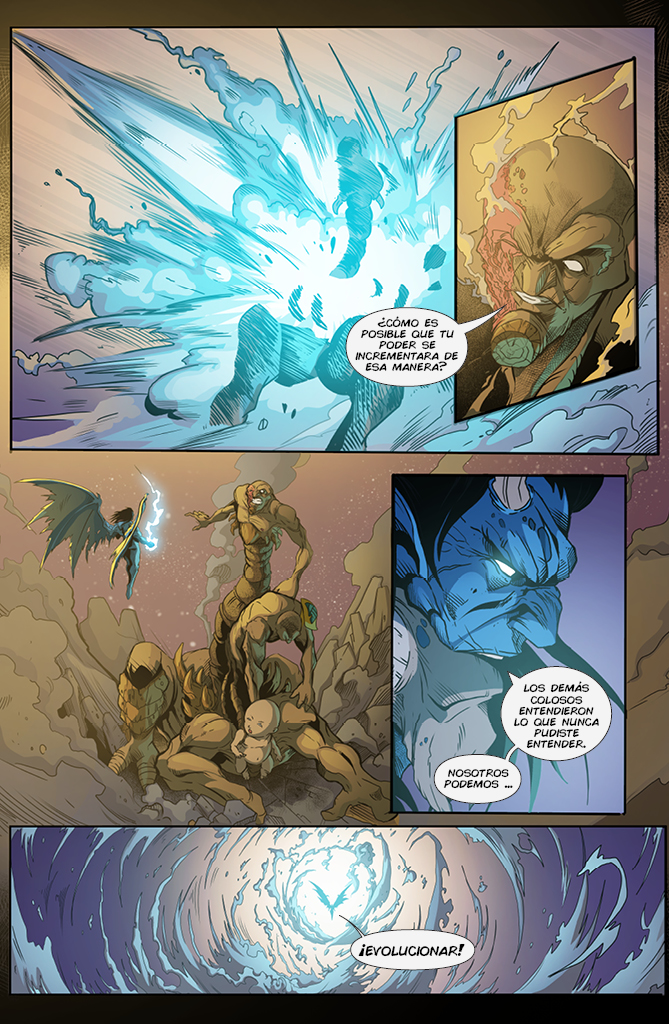 ¿CÓMO ES
POSIBLE QUE TU
PODER SE
INCREMENTARA DE
ESA MANERA?
LOS DEMÁS
COLOSOS
ENTENDIERON
LO QUE NUNCA
PUDISTE
ENTENDER.
NOSOTROS
PODEMOS ...
¡EVOLUCIONAR!